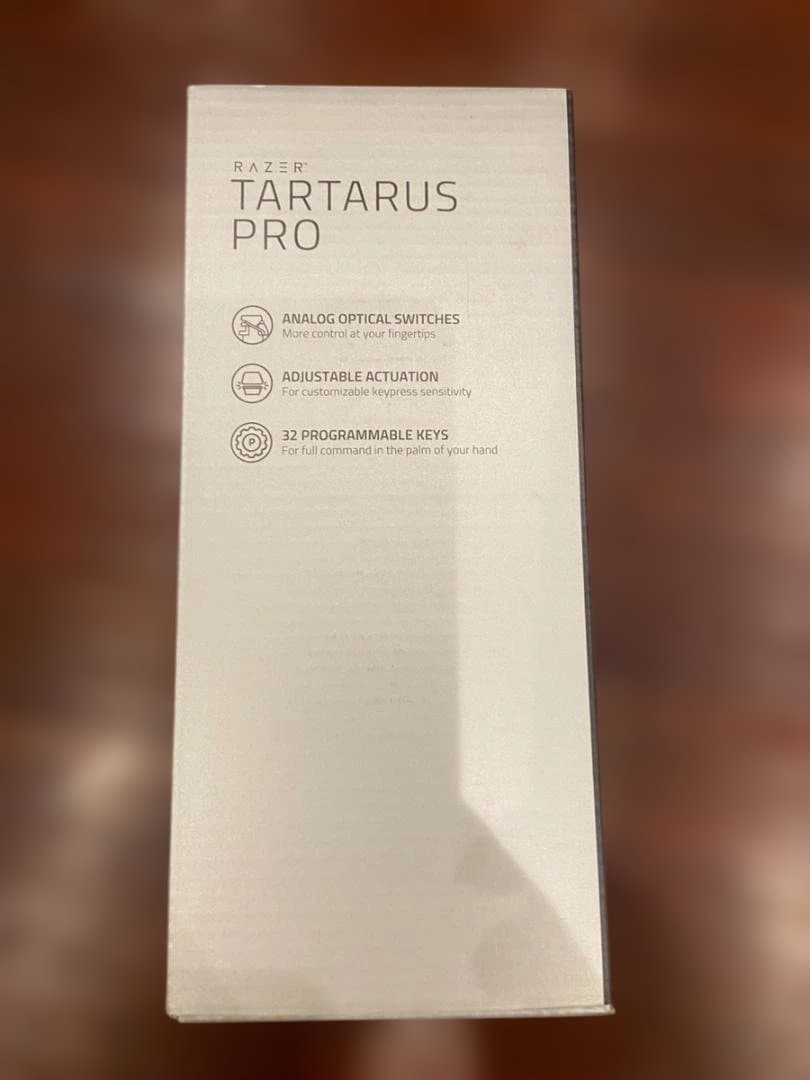 RAZER™
TARTARUS
PRO
ANALOG OPTICAL SWITCHES
More control at your fingertips
ADJUSTABLE ACTUATION
For customizable keypress sensitivity
P
32 PROGRAMMABLE KEYS
For full command in the palm of your hand